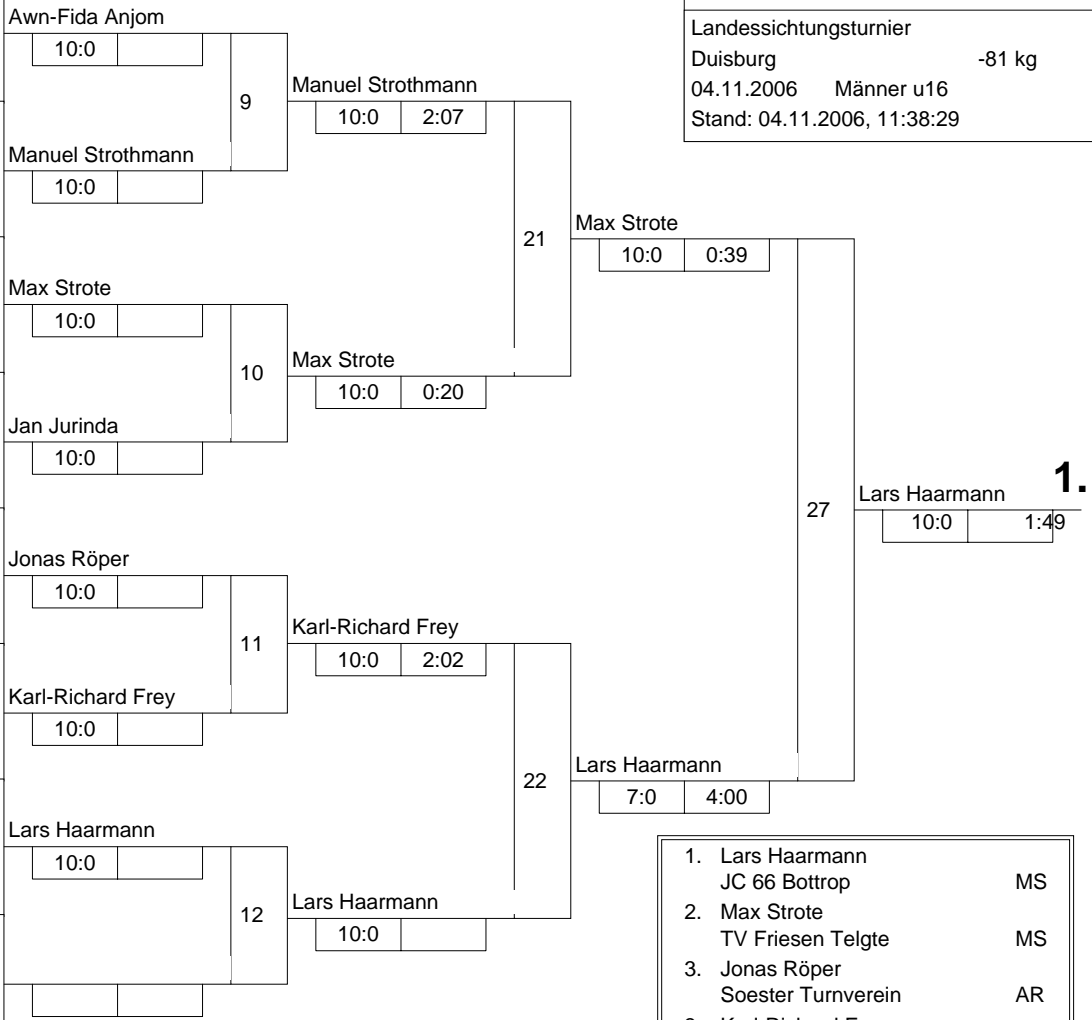 Landessichtungsturnier
Duisburg -81 kg
04.11.2006 Männer u16
Stand: 04.11.2006, 11:38:29
Awn-Fida Anjom
10:0
9
Manuel Strothmann
10:0 2:07
Manuel Strothmann
10:0
21
Max Strote
10:0 0:39
Max Strote
10:0
10
Max Strote
10:0 0:20
Jan Jurinda
10:0
27
Lars Haarmann 1.
10:0 1:49
Jonas Röper
10:0
11
Karl-Richard Frey
10:0 2:02
Karl-Richard Frey
10:0
22
Lars Haarmann
7:0 4:00
Lars Haarmann
10:0
12
Lars Haarmann
10:0
1. Lars Haarmann
JC 66 Bottrop MS
2. Max Strote
TV Friesen Telgte MS
3. Jonas Röper
Soester Turnverein AR